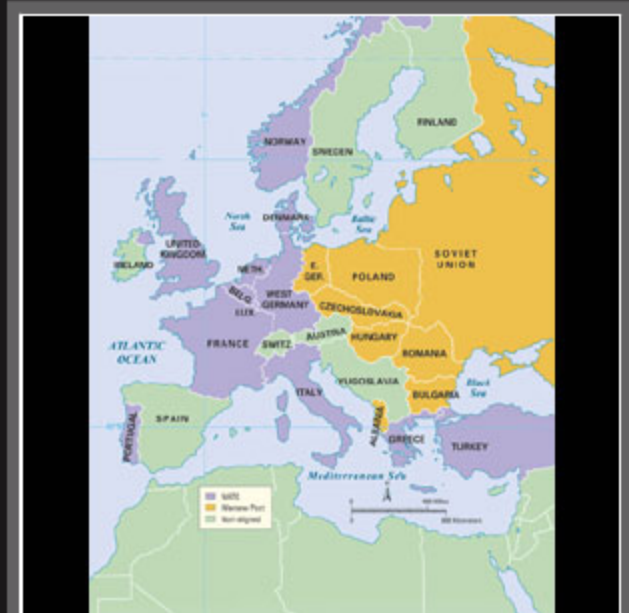 NORWAY
SWEDEN
FINLAND
North
Sea
DENMARK
Baltic
Sea
UNITED
KINGDOM
IRELAND
NETH.
E.
GER.
POLAND
SOVIET
UNION
BELG.
WEST
GERMANY
LUX.
CZECHOSLOVAKIA
ATLANTIC
OCEAN
FRANCE
SWITZ.
AUSTRIA
HUNGARY
ROMANIA
YUGOSLAVIA
Black
Sea
ITALY
BULGARIA
PORTUGAL
SPAIN
ALBANIA
GREECE
TURKEY
Mediterranean Sea
NATO
Warsaw Pact
Non-aligned
0
0